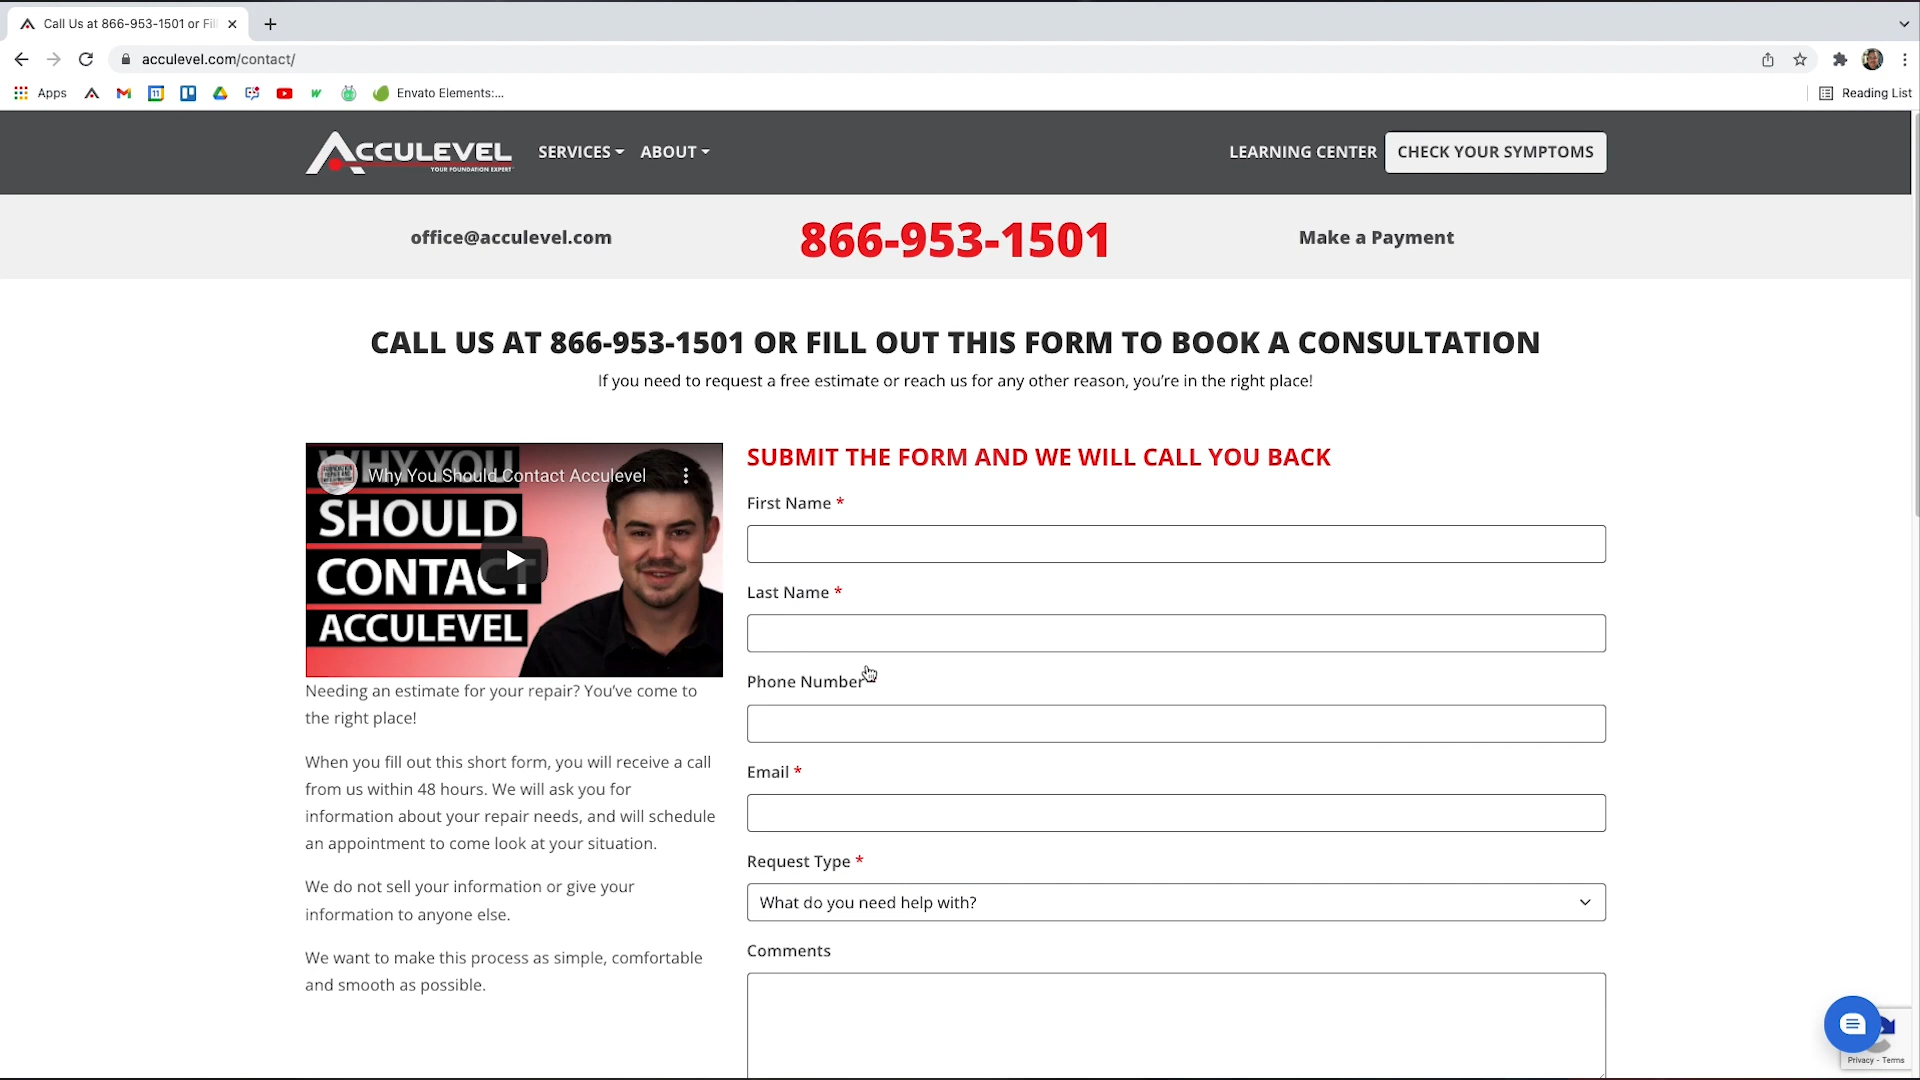 Call Us at 866-953-1501 or Fil
acculevel.com/contact/
Apps
Envato Elements:...
Reading List
ACCULEVEL
YOUR FOUNDATION EXPERT
SERVICES
ABOUT
LEARNING CENTER
CHECK YOUR SYMPTOMS
office@acculevel.com
866-953-1501
Make a Payment
CALL US AT 866-953-1501 OR FILL OUT THIS FORM TO BOOK A CONSULTATION
If you need to request a free estimate or reach us for any other reason, you're in the right place!
WHY YOU
Why You Should Contact Acculevel
SHOULD
CONTACT
ACCULEVEL
Needing an estimate for your repair? You've come to
the right place!
When you fill out this short form, you will receive a call
from us within 48 hours. We will ask you for
information about your repair needs, and will schedule
an appointment to come look at your situation.
We do not sell your information or give your
information to anyone else.
We want to make this process as simple, comfortable
and smooth as possible.
SUBMIT THE FORM AND WE WILL CALL YOU BACK
First Name *
Last Name *
Phone Number
Email *
Request Type *
What do you need help with?
Comments
Privacy - Terms